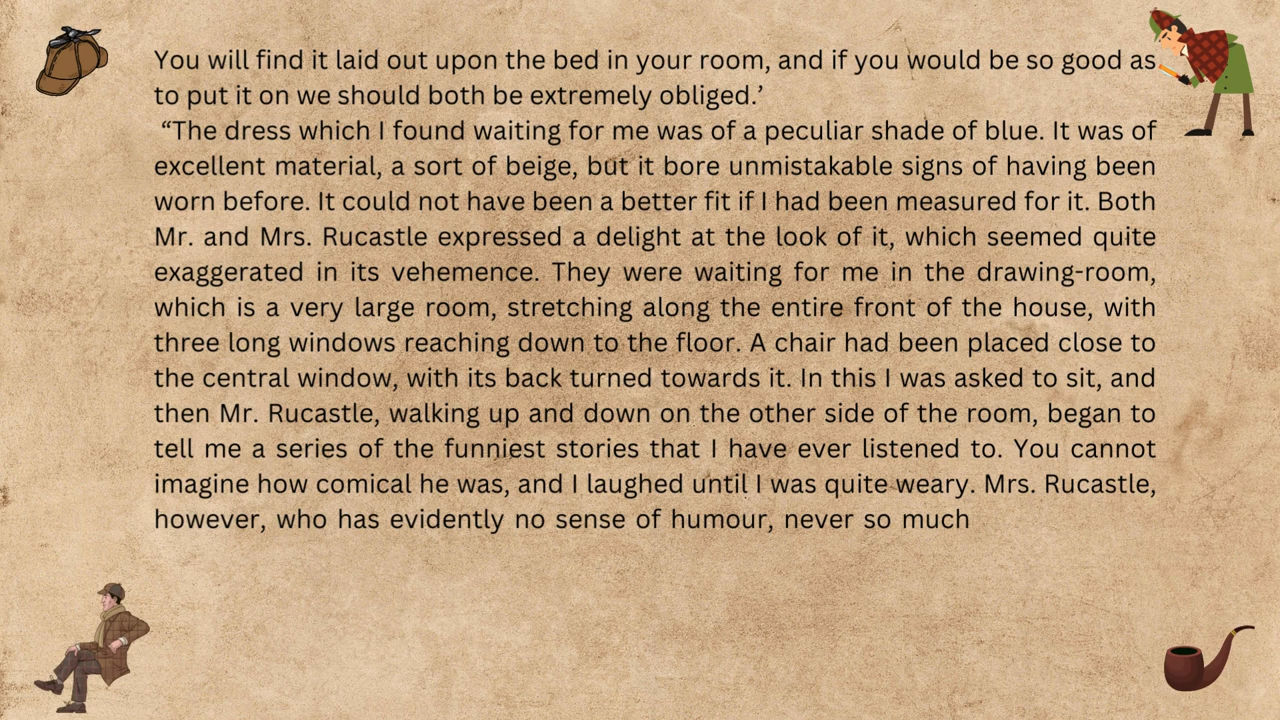 You will find it laid out upon the bed in your room, and if you would be so good as
to put it on we should both be extremely obliged.’
“The dress which I found waiting for me was of a peculiar shade of blue. It was of
excellent material, a sort of beige, but it bore unmistakable signs of having been
worn before. It could not have been a better fit if I had been measured for it. Both
Mr. and Mrs. Rucastle expressed a delight at the look of it, which seemed quite
exaggerated in its vehemence. They were waiting for me in the drawing-room,
which is a very large room, stretching along the entire front of the house, with
three long windows reaching down to the floor. A chair had been placed close to
the central window, with its back turned towards it. In this I was asked to sit, and
then Mr. Rucastle, walking up and down on the other side of the room, began to
tell me a series of the funniest stories that I have ever listened to. You cannot
imagine how comical he was, and I laughed until I was quite weary. Mrs. Rucastle,
however, who has evidently no sense of humour, never so much